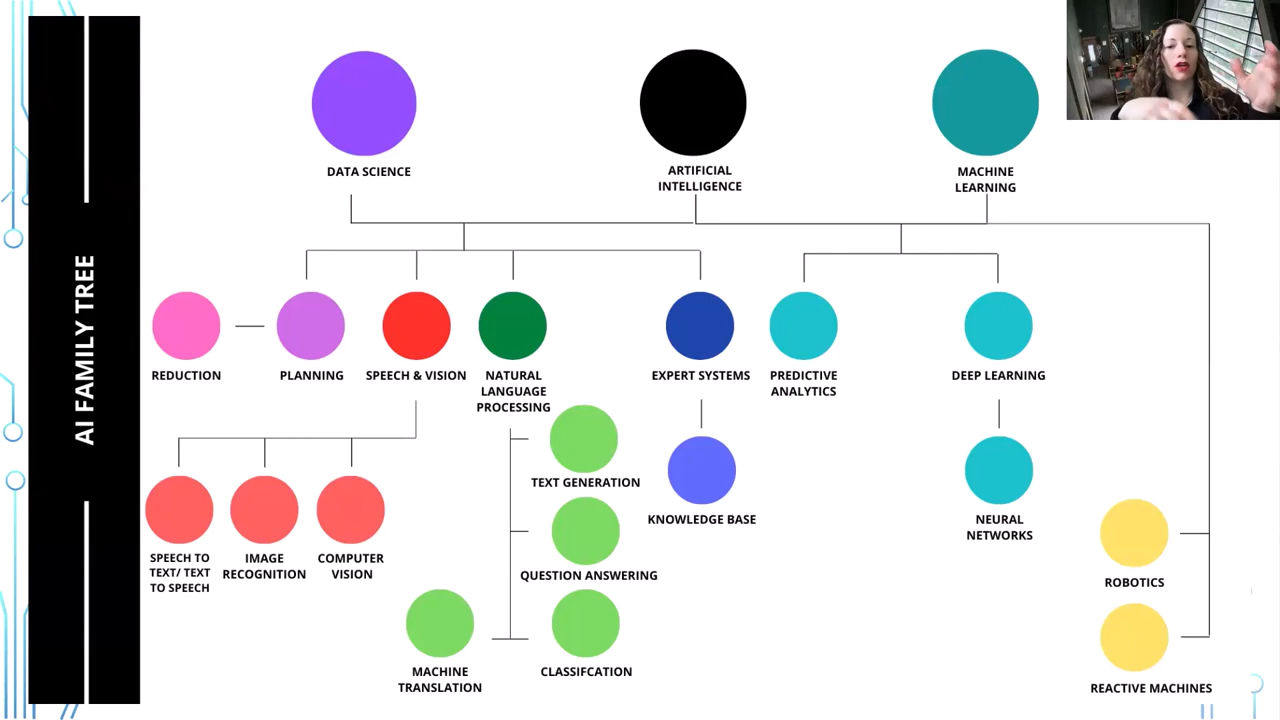 AI FAMILY TREE
DATA SCIENCE
ARTIFICIAL
INTELLIGENCE
MACHINE
LEARNING
REDUCTION
PLANNING
SPEECH & VISION
NATURAL
LANGUAGE
PROCESSING
EXPERT SYSTEMS
PREDICTIVE
ANALYTICS
DEEP LEARNING
TEXT GENERATION
KNOWLEDGE BASE
NEURAL
NETWORKS
SPEECH TO
TEXT/ TEXT
TO SPEECH
IMAGE
RECOGNITION
COMPUTER
VISION
QUESTION ANSWERING
ROBOTICS
MACHINE
TRANSLATION
CLASSIFCATION
REACTIVE MACHINES